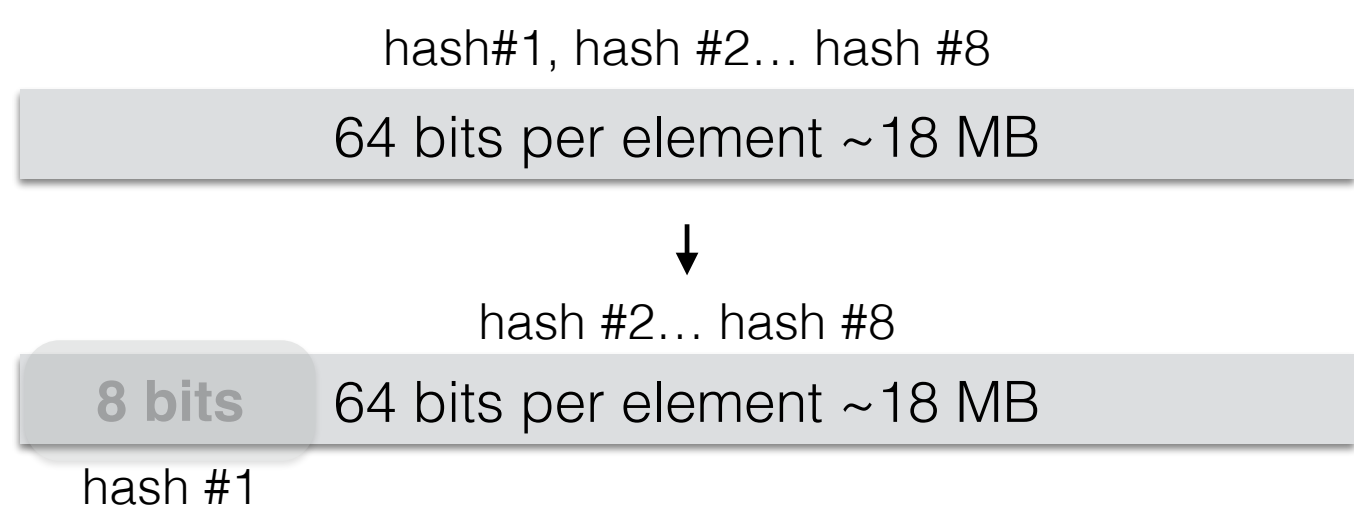 hash#1, hash #2… hash #8
64 bits per element ~18 MB
hash #2… hash #8
8 bits 64 bits per element ~18 MB
hash #1